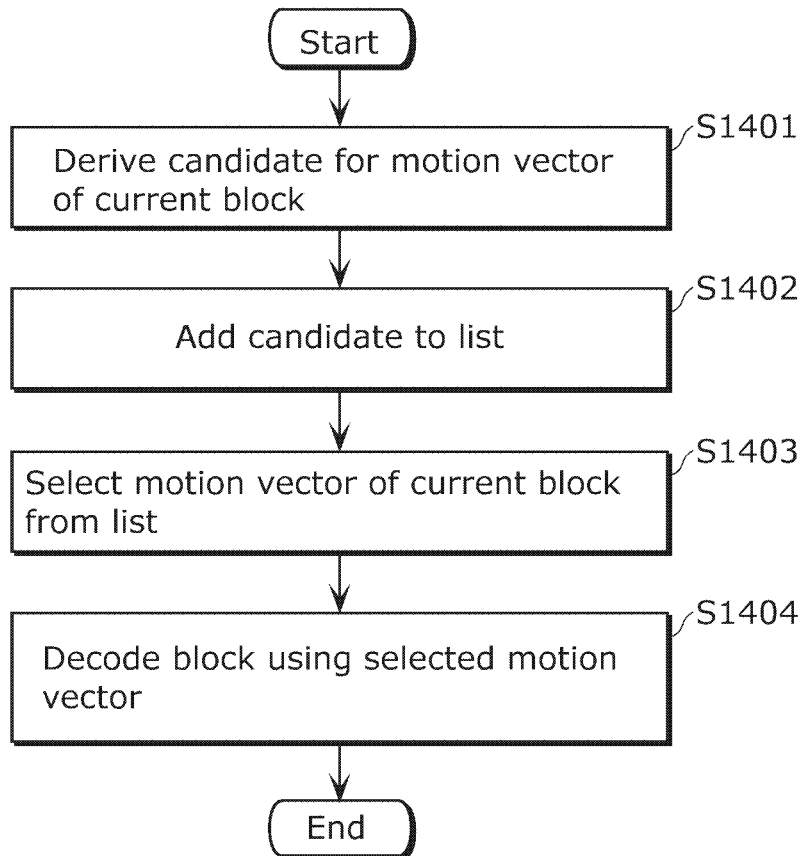 Start
S1401
Derive candidate for motion vector
of current block
S1402
Add candidate to list
S1403
Select motion vector of current block
from list
S1404
Decode block using selected motion
vector
End